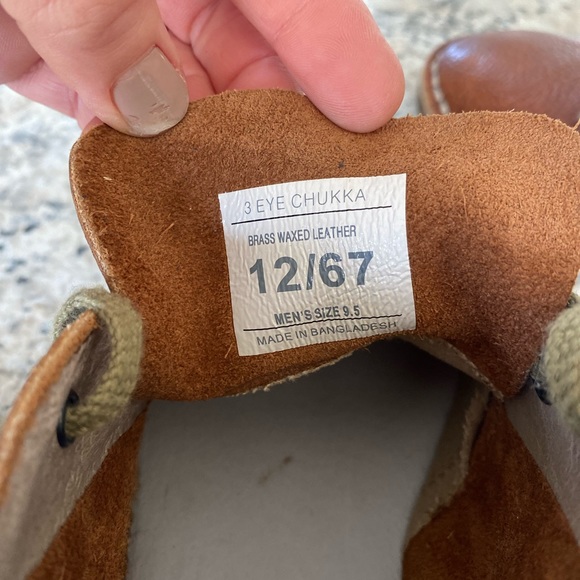 3 EYE CHUKKA
BRASS WAXED LEATHER
12/67
MEN'S SIZE 9.5
MADE IN BANGLADESH